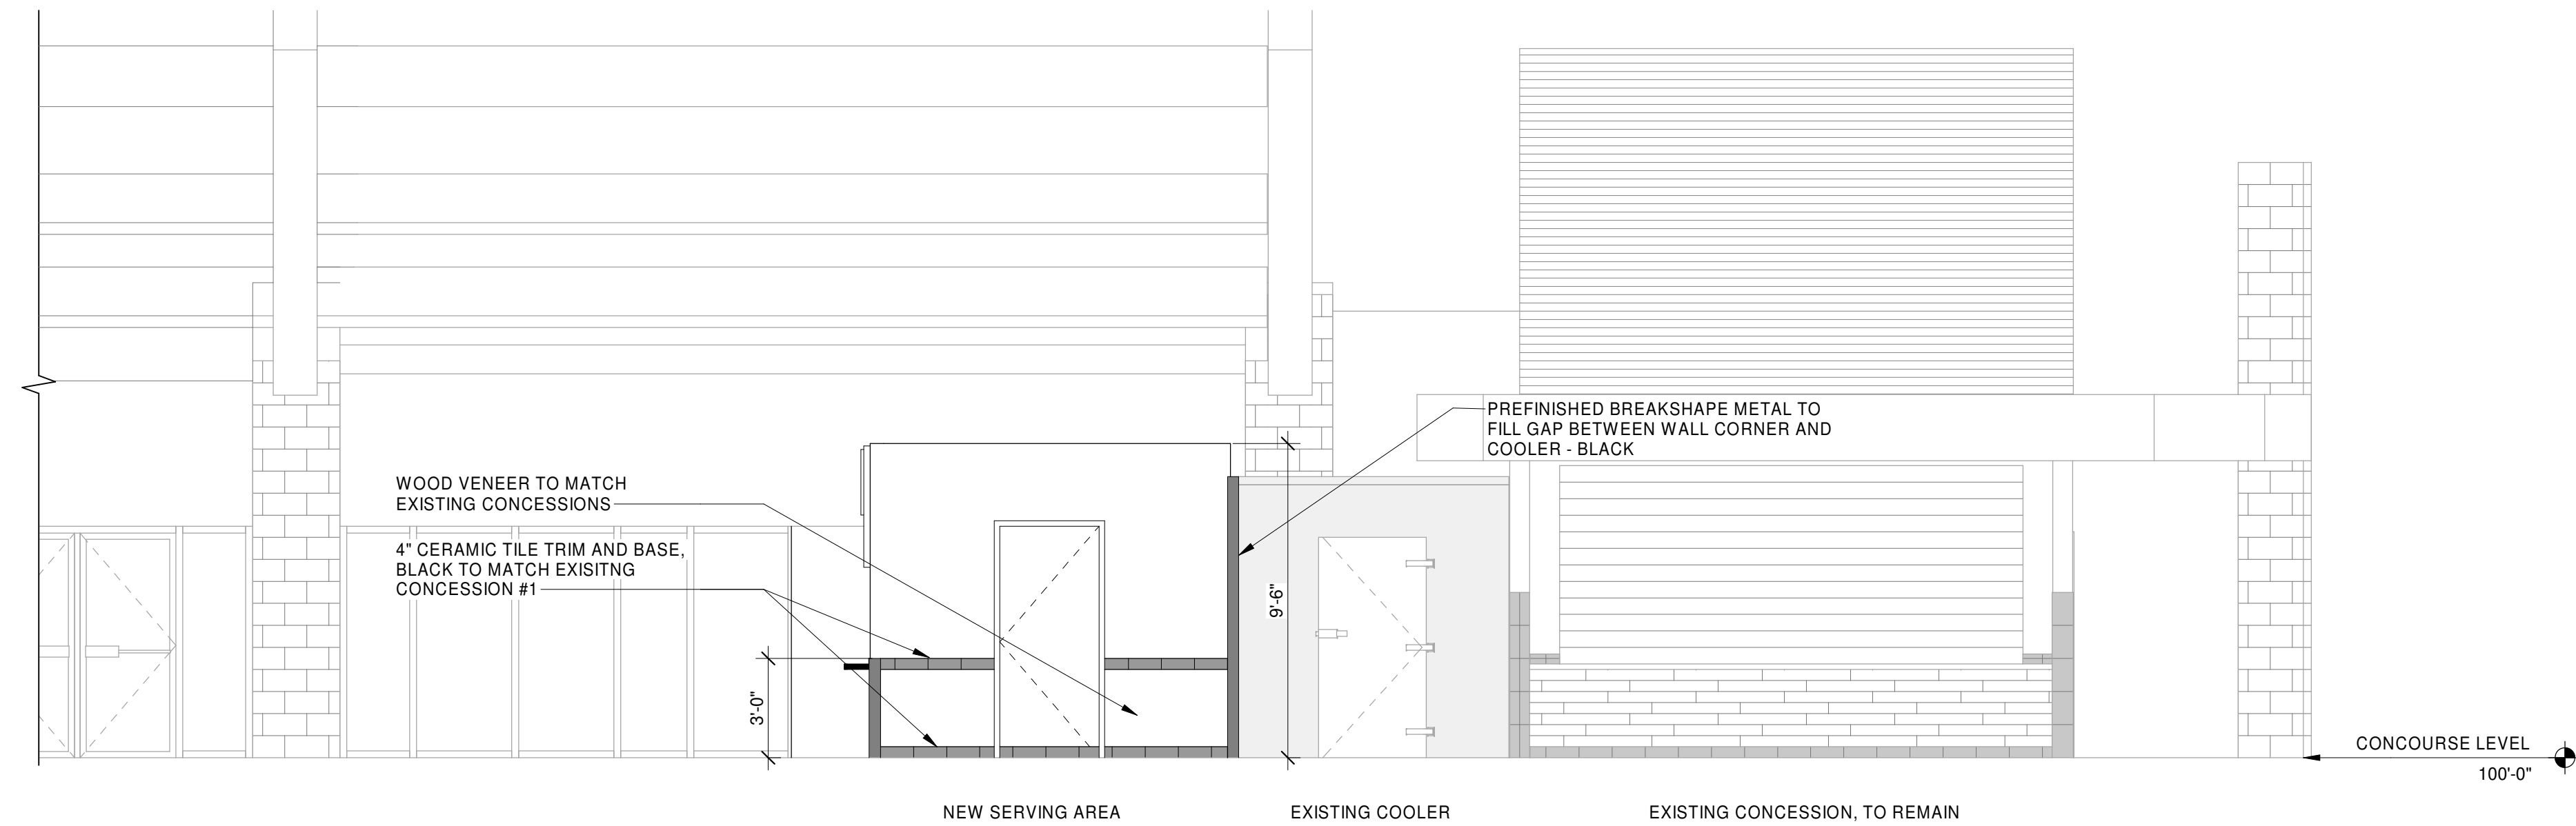 PREFINISHED BREAKSHAPE METAL TO
FILL GAP BETWEEN WALL CORNER AND
COOLER - BLACK
WOOD VENEER TO MATCH
EXISTING CONCESSIONS
4" CERAMIC TILE TRIM AND BASE,
BLACK TO MATCH EXISITNG
CONCESSION #1
9'-6"
3'-0"
CONCOURSE LEVEL
100'-0"
NEW SERVING AREA
EXISTING COOLER
EXISTING CONCESSION, TO REMAIN